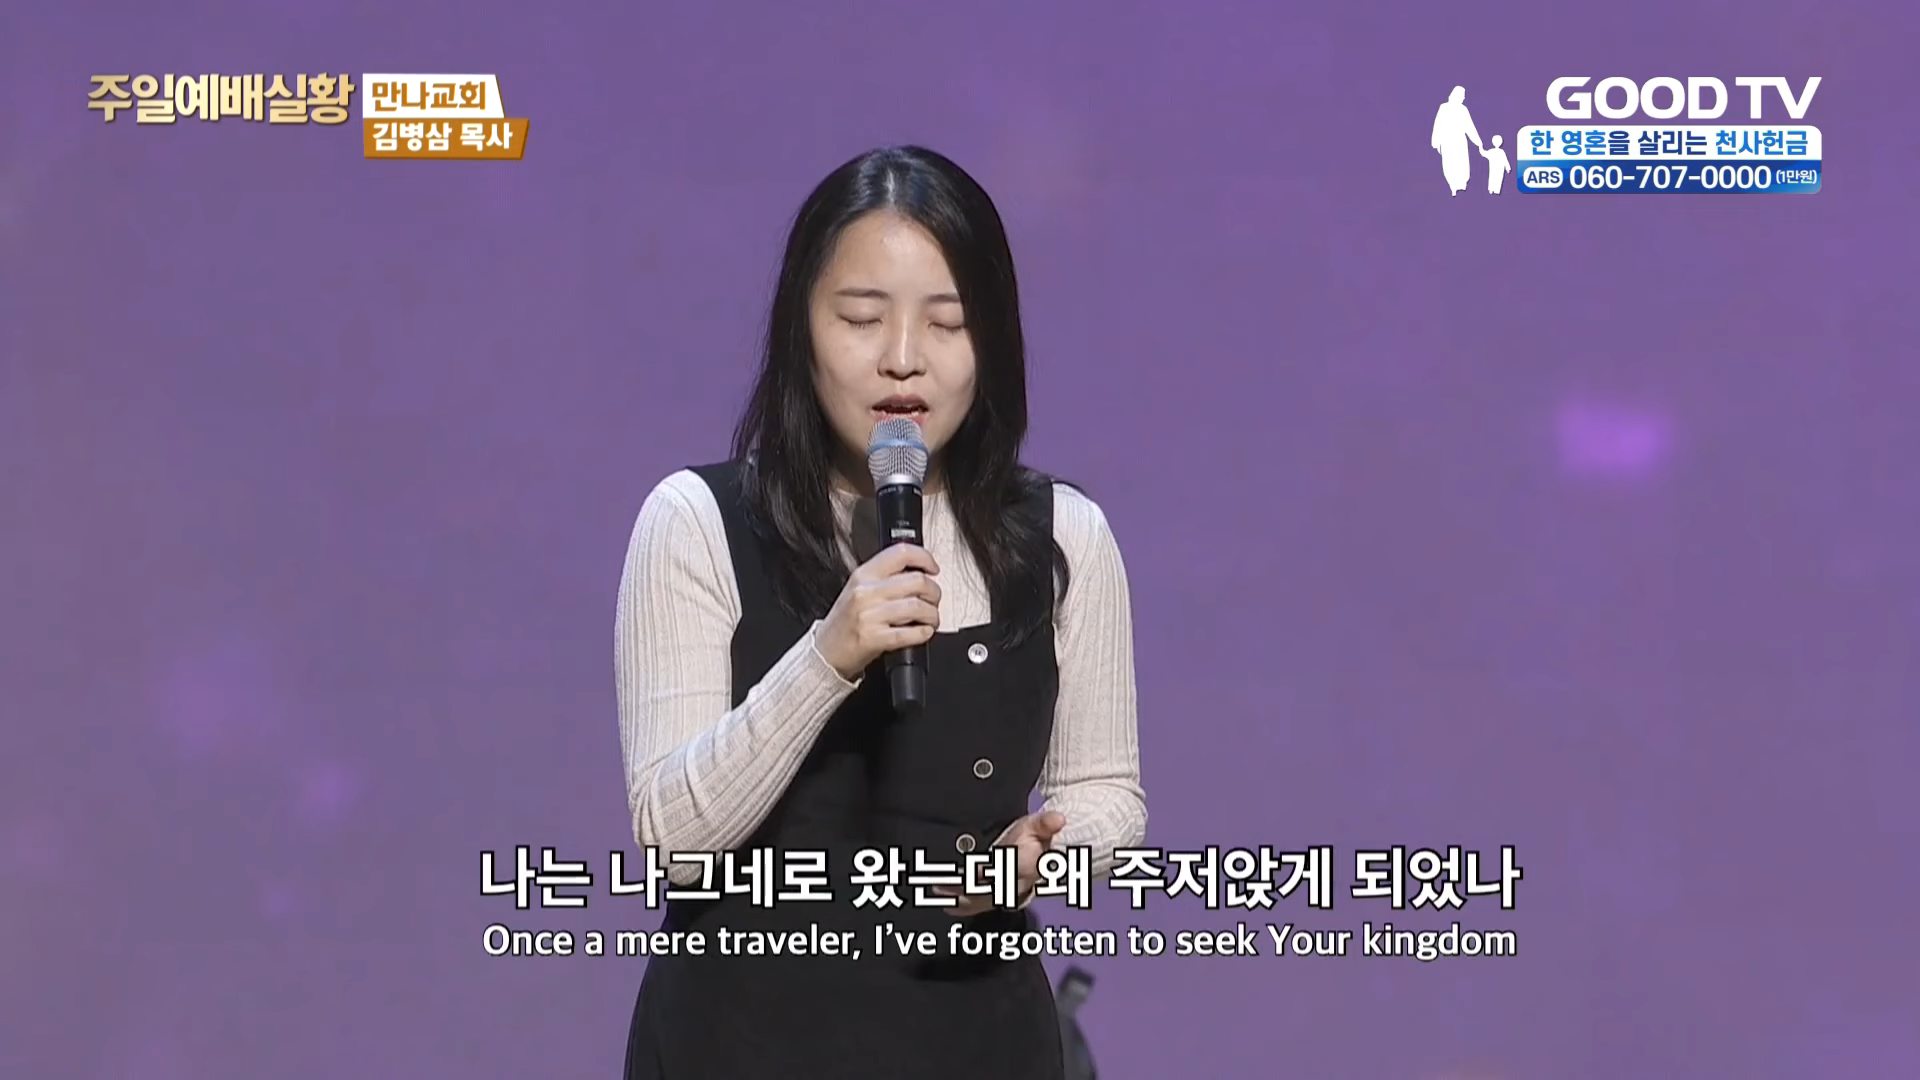 주일예배실황
만나교회
김병삼 목사
GOOD TV
한 영혼을 살리는 천사헌금
ARS 060-707-0000 (1만원)
나는 나그네로 왔는데 왜 주저앉게 되었나
Once a mere traveler, I've forgotten to seek Your kingdom